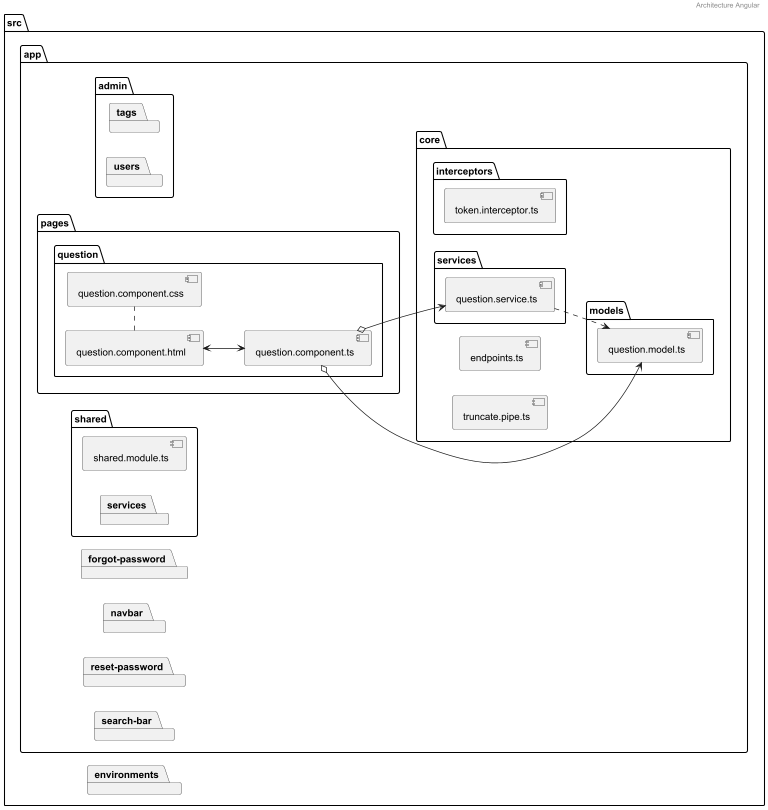 Architecture Angular
src
app
admin
tags
users
core
interceptors
token.interceptor.ts
pages
question
question.component.css
question.component.html
question.component.ts
services
question.service.ts
models
question.model.ts
endpoints.ts
truncate.pipe.ts
shared
shared.module.ts
services
forgot-password
navbar
reset-password
search-bar
environments